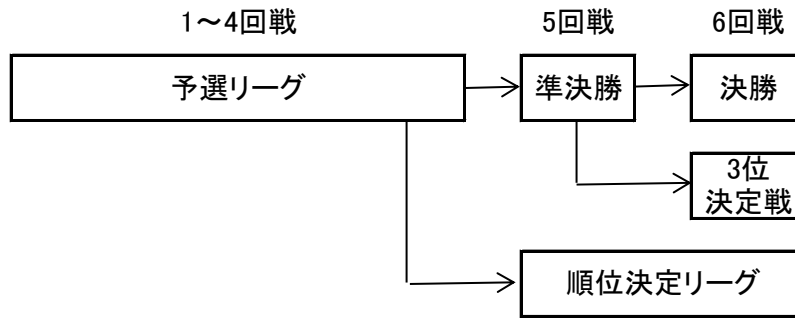 1～4回戦
5回戦
6回戦
予選リーグ
準決勝
決勝
3位
決定戦
順位決定リーグ